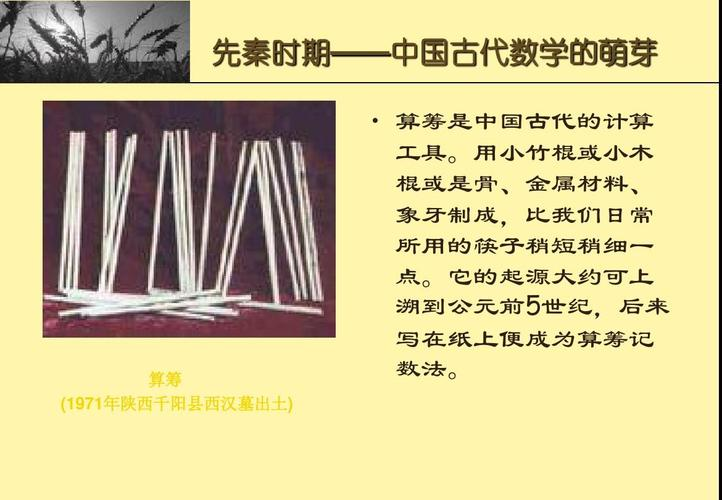 先秦时期——中国古代数学的萌芽
• 算筹是中国古代的计算
工具。用小竹棍或小木
棍或是骨、金属材料、
象牙制成，比我们日常
所用的筷子稍短稍细一
点。它的起源大约可上
溯到公元前5世纪，后来
写在纸上便成为算筹记
数法。
算筹
(1971年陕西千阳县西汉墓出土)